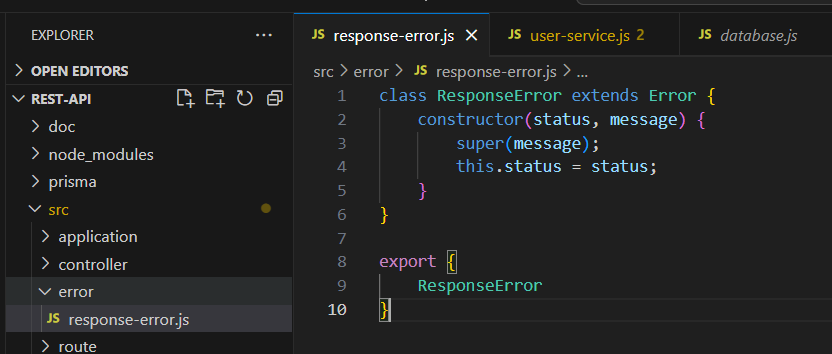 EXPLORER
...
OPEN EDITORS
REST-API
doc
node_modules
prisma
src
application
controller
error
JS response-error.js
route
JS response-error.js
JS user-service.js 2
JS database.js
src > error > JS response-error.js > ...
1 class ResponseError extends Error {
2 constructor(status, message) {
3 super(message);
4 this.status = status;
5 }
6 }
7
8 export {
9 ResponseError
10 }